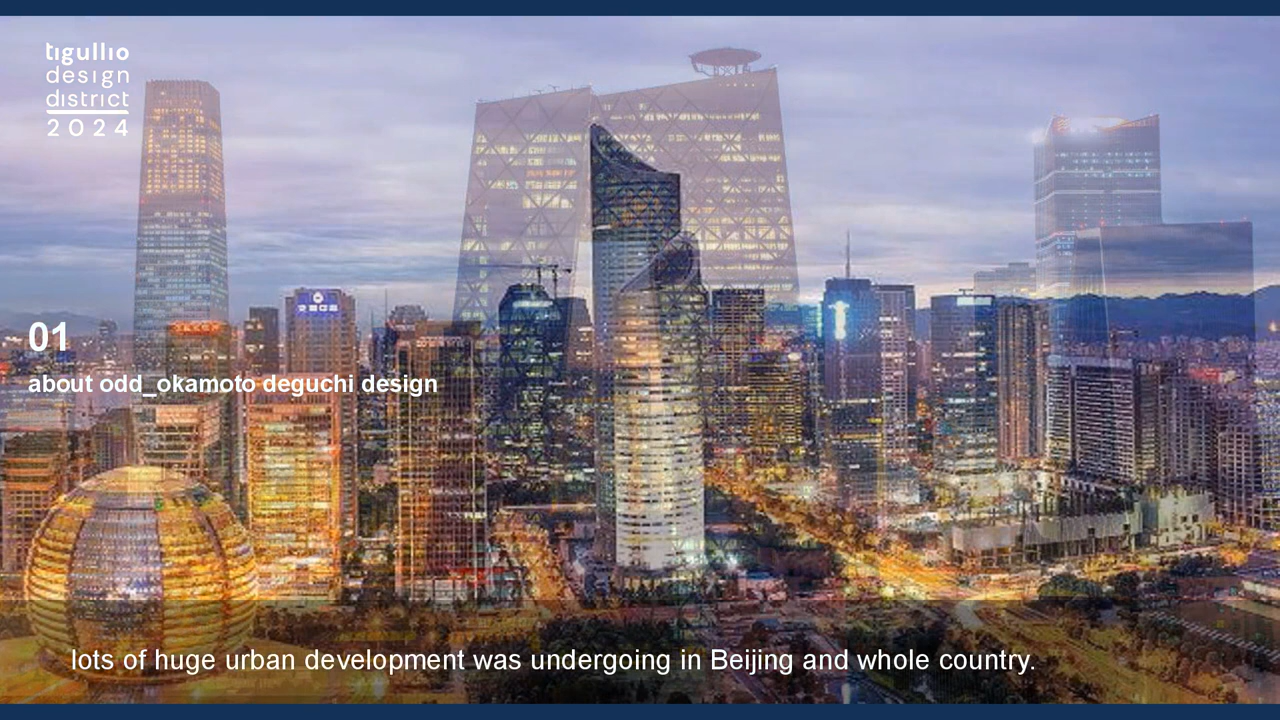 tigullio
design
district
2024
01
about odd_okamoto deguchi design
lots of huge urban development was undergoing in Beijing and whole country.